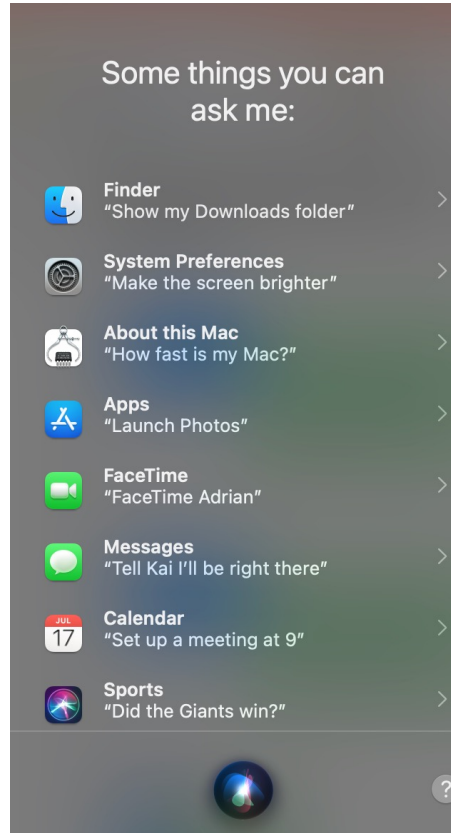 Some things you can
ask me:
Finder
“Show my Downloads folder”
System Preferences
“Make the screen brighter”
About this Mac
“How fast is my Mac?”
Apps
“Launch Photos”
FaceTime
“FaceTime Adrian”
Messages
“Tell Kai I’ll be right there”
JUL
17
Calendar
“Set up a meeting at 9”
Sports
“Did the Giants win?”
?